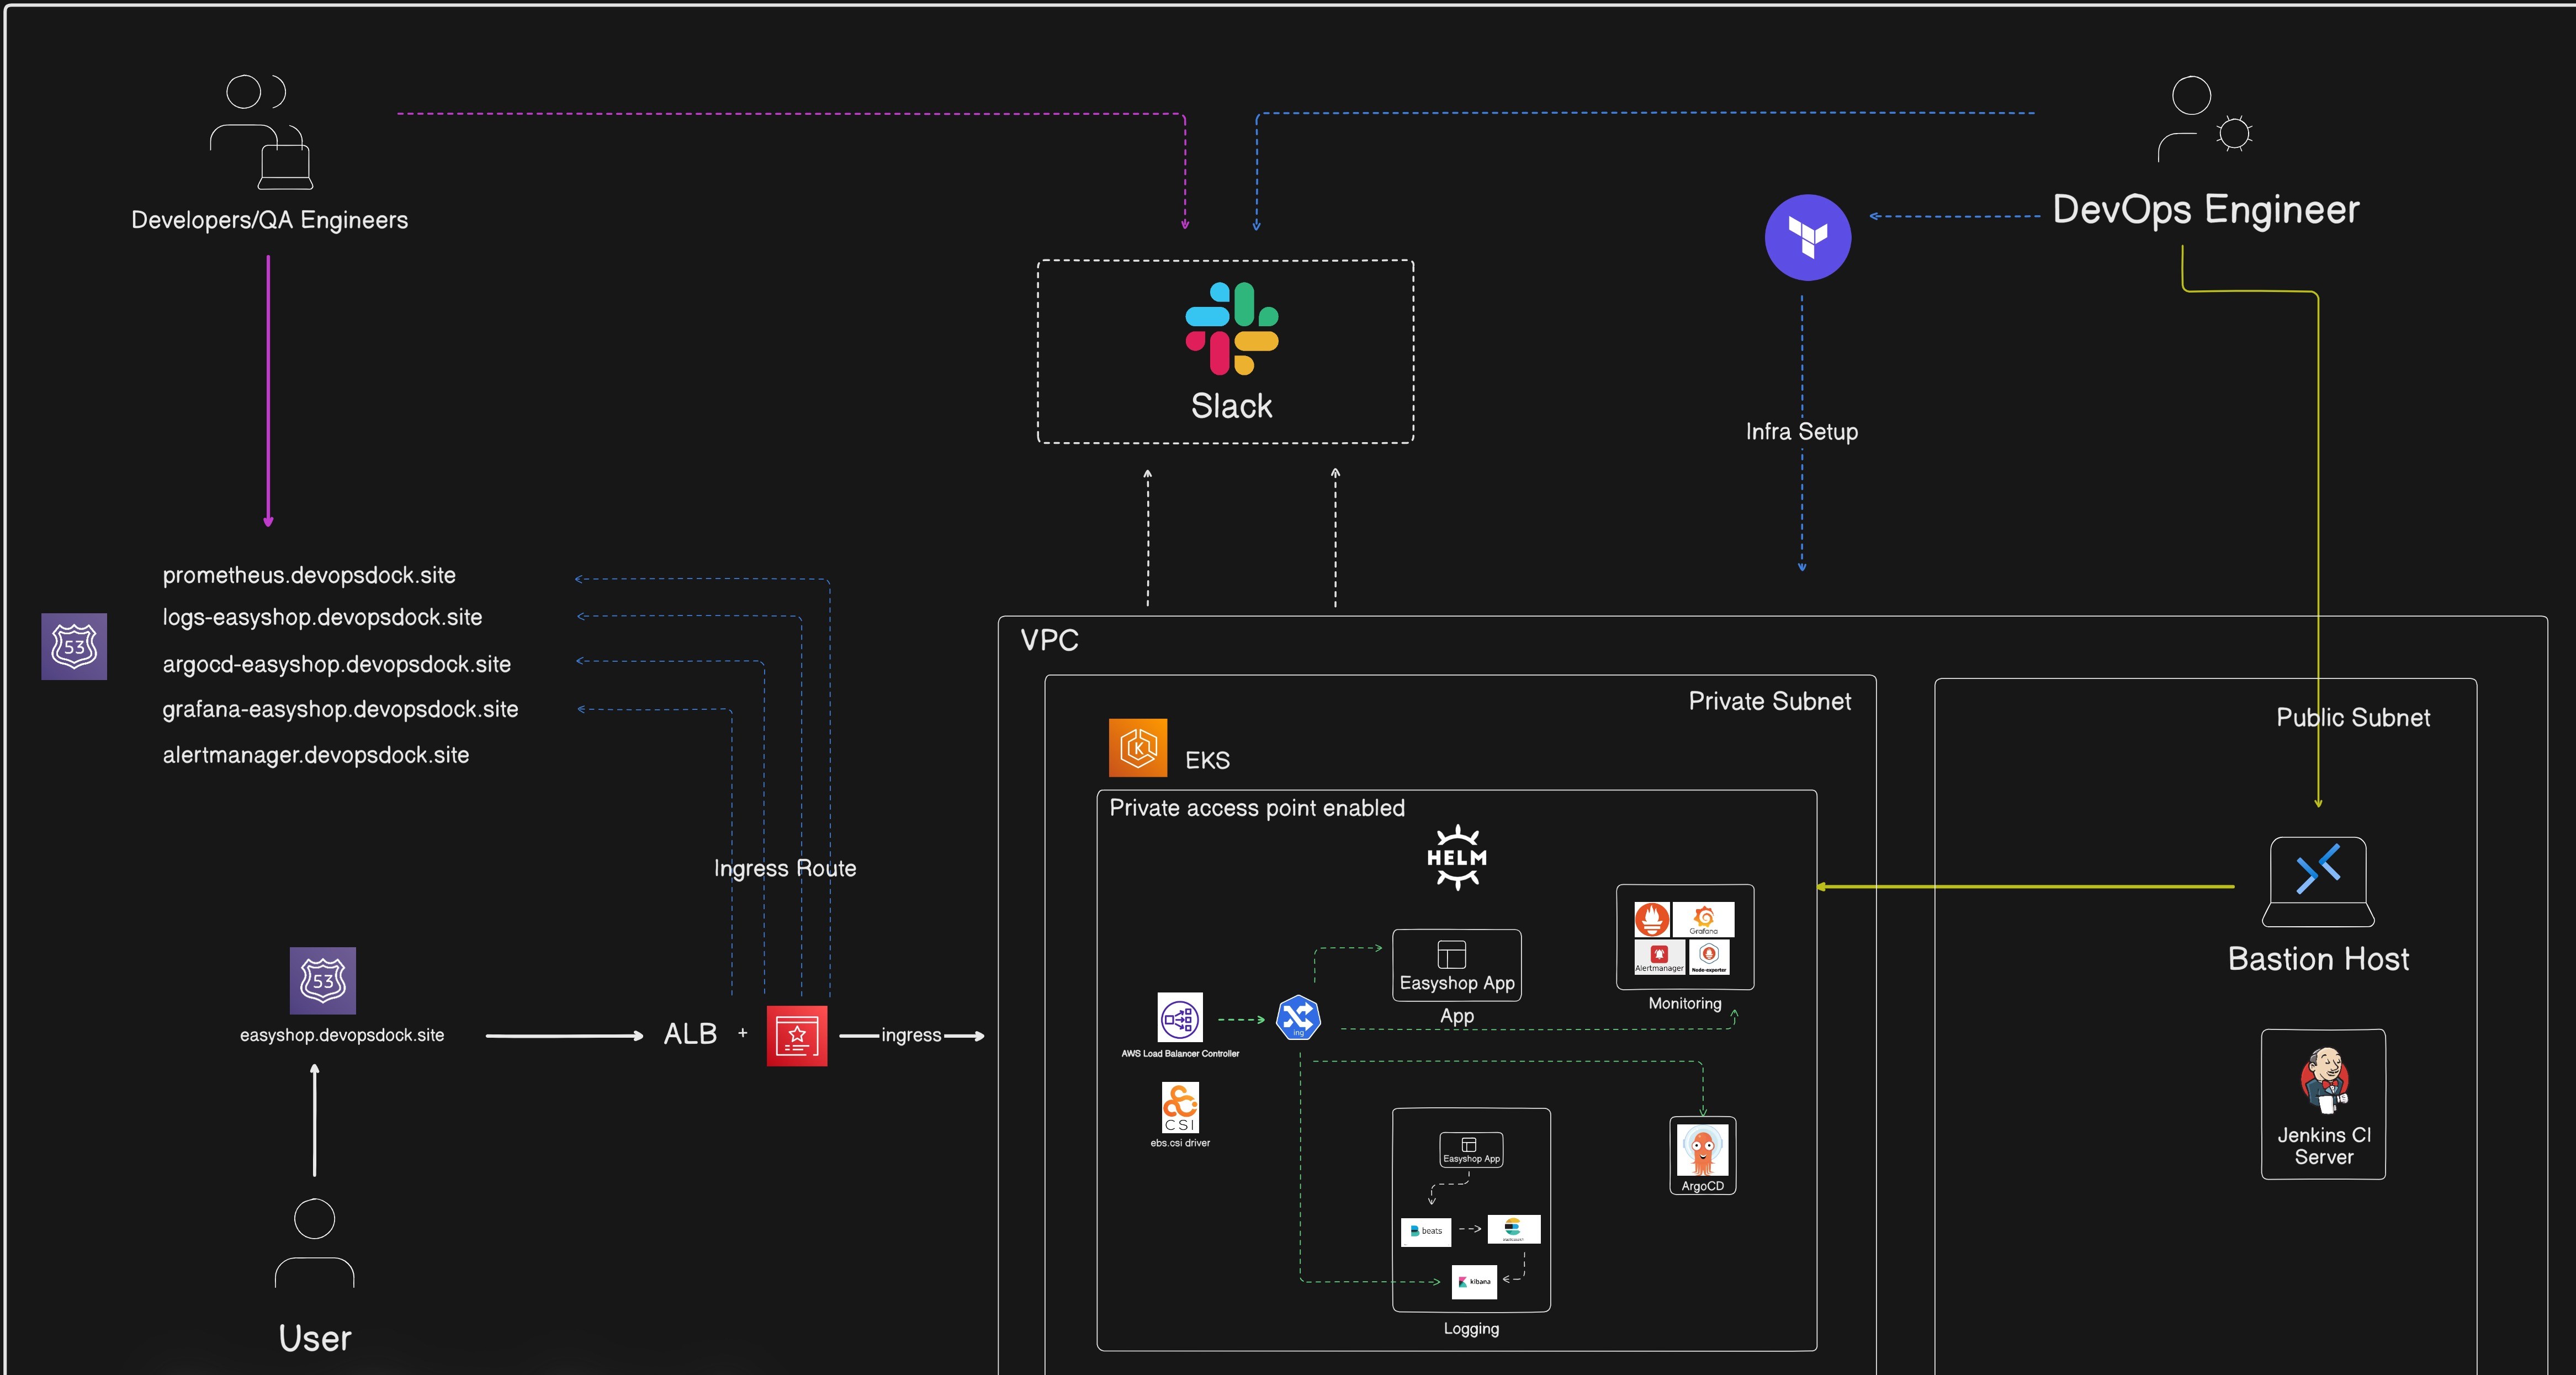 Developers/QA Engineers
DevOps Engineer
Slack
Infra Setup
prometheus.devopsdock.site
logs-easyshop.devopsdock.site
53
argocd-easyshop.devopsdock.site
grafana-easyshop.devopsdock.site
alertmanager.devopsdock.site
Ingress Route
53
easyshop.devopsdock.site
ALB
+
ingress
User
VPC
Private Subnet
Public Subnet
K
EKS
Private access point enabled
HELM
Grafana
Alertmanager
Node-exporter
Monitoring
Easyshop App
App
ing
AWS Load Balancer Controller
CSI
ebs.csi driver
Easyshop App
beats
kibana
Logging
ArgoCD
Bastion Host
Jenkins CI
Server